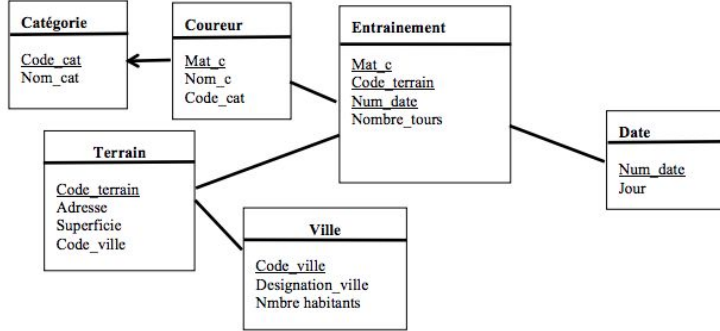 Catégorie
Code_cat
Nom_cat
Coureur
Mat_c
Nom_c
Code_cat
Entrainement
Mat_c
Code_terrain
Num_date
Nombre_tours
Date
Num_date
Jour
Terrain
Code_terrain
Adresse
Superficie
Code_ville
Ville
Code_ville
Designation_ville
Nmbre habitants